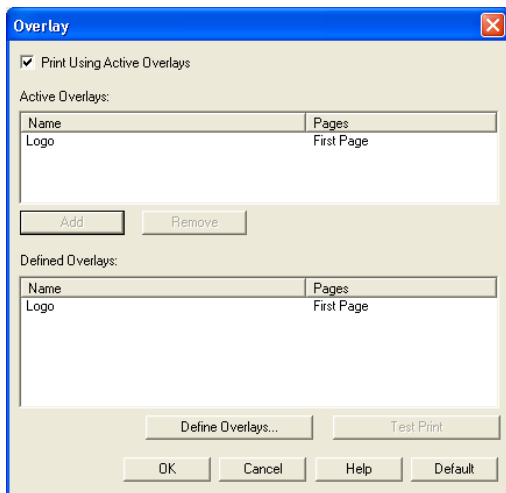 Overlay
Print Using Active Overlays
Active Overlays:
Name Pages
Logo First Page
Add Remove
Defined Overlays:
Name Pages
Logo First Page
Define Overlays... Test Print
OK Cancel Help Default